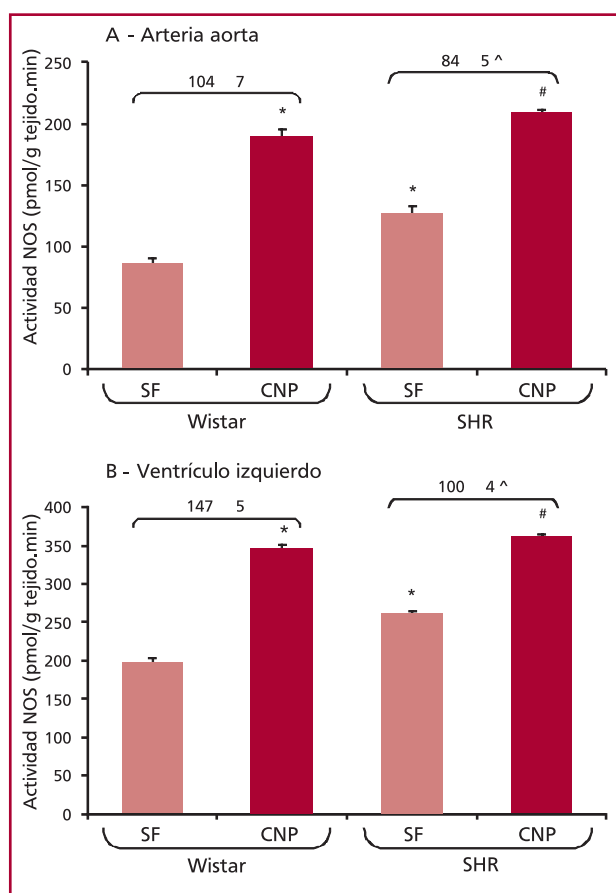 A - Arteria aorta
Actividad NOS (pmol/g tejido.min)
250
200
150
100
50
0
104 7
*
84 5 ^
*
#
SF CNP SF CNP
Wistar SHR
B - Ventrículo izquierdo
Actividad NOS (pmol/g tejido.min)
400
350
300
250
200
150
100
50
0
147 5
*
100 4 ^
*
#
SF CNP SF CNP
Wistar SHR